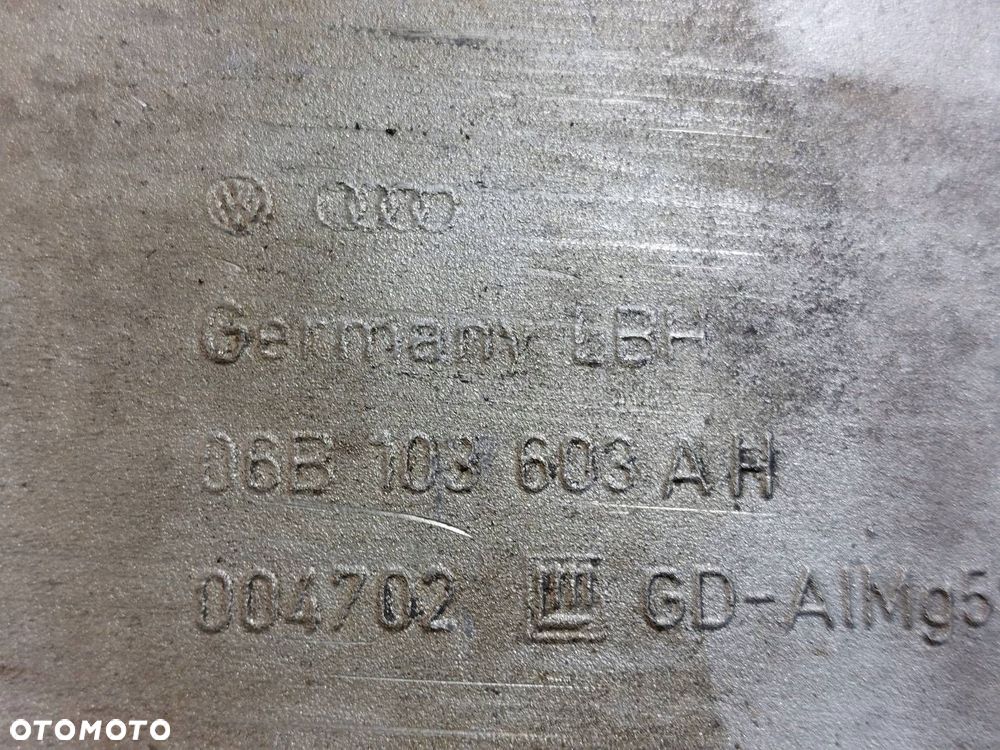 Germany LBH
06B 103 603 AH
004702 GD-AlMg5
OTOMOTO